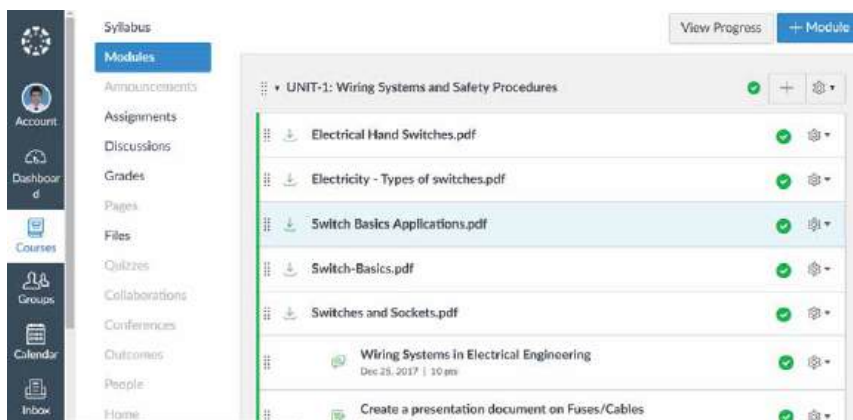 Account
Dashboar
d
Courses
Groups
Calendar
Inbox
Syllabus
Modules
Announcements
Assignments
Discussions
Grades
Pages
Files
Quizzes
Collaborations
Conferences
Outcomes
People
Home
View Progress
+ Module
UNIT-1: Wiring Systems and Safety Procedures
Electrical Hand Switches.pdf
Electricity - Types of switches.pdf
Switch Basics Applications.pdf
Switch-Basics.pdf
Switches and Sockets.pdf
Wiring Systems in Electrical Engineering
Dec 25, 2017 | 10 pts
Create a presentation document on Fuses/Cables